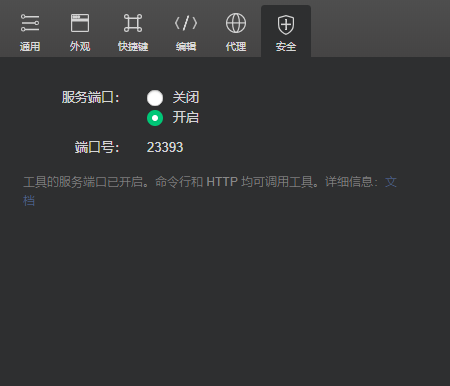 通用 外观 快捷键 编辑 代理 安全
服务端口： 关闭
开启
端口号： 23393
工具的服务端口已开启。命令行和 HTTP 均可调用工具。详细信息：文
档